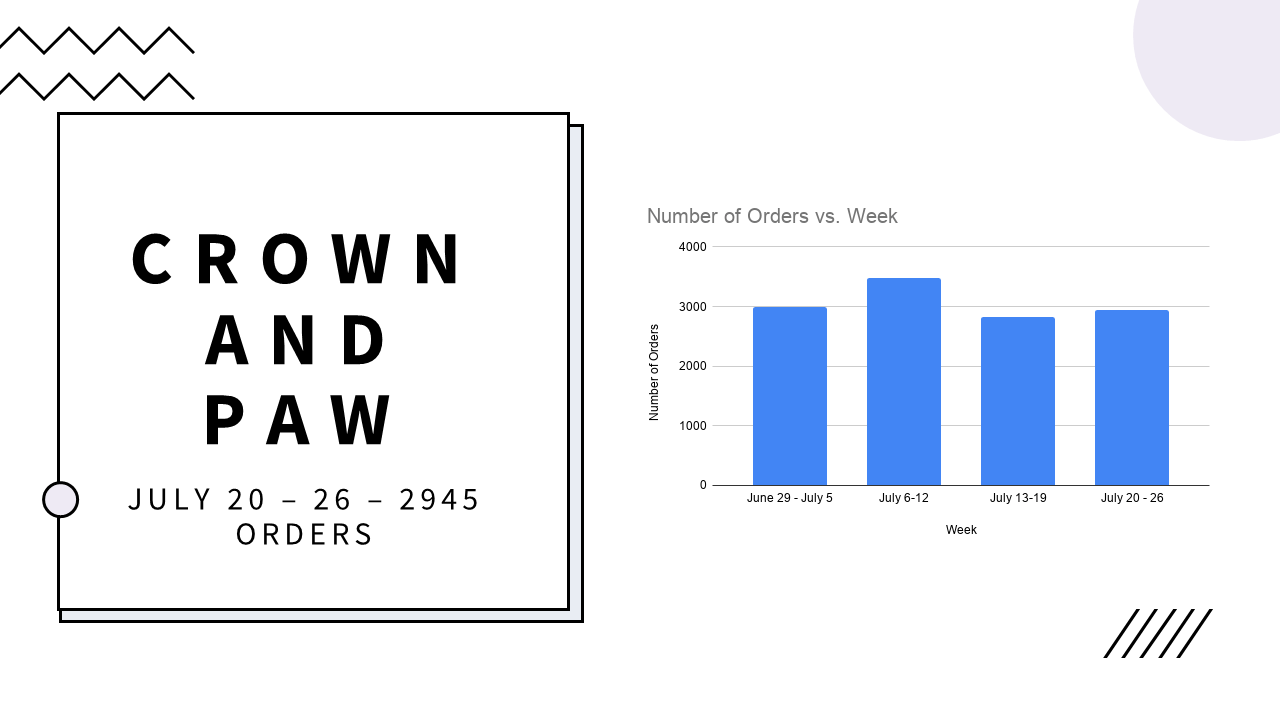 CROWN
AND
PAW
JULY 20 – 26 – 2945
ORDERS
Number of Orders vs. Week
Number of Orders
4000
3000
2000
1000
0
June 29 - July 5
July 6-12
July 13-19
July 20 - 26
Week